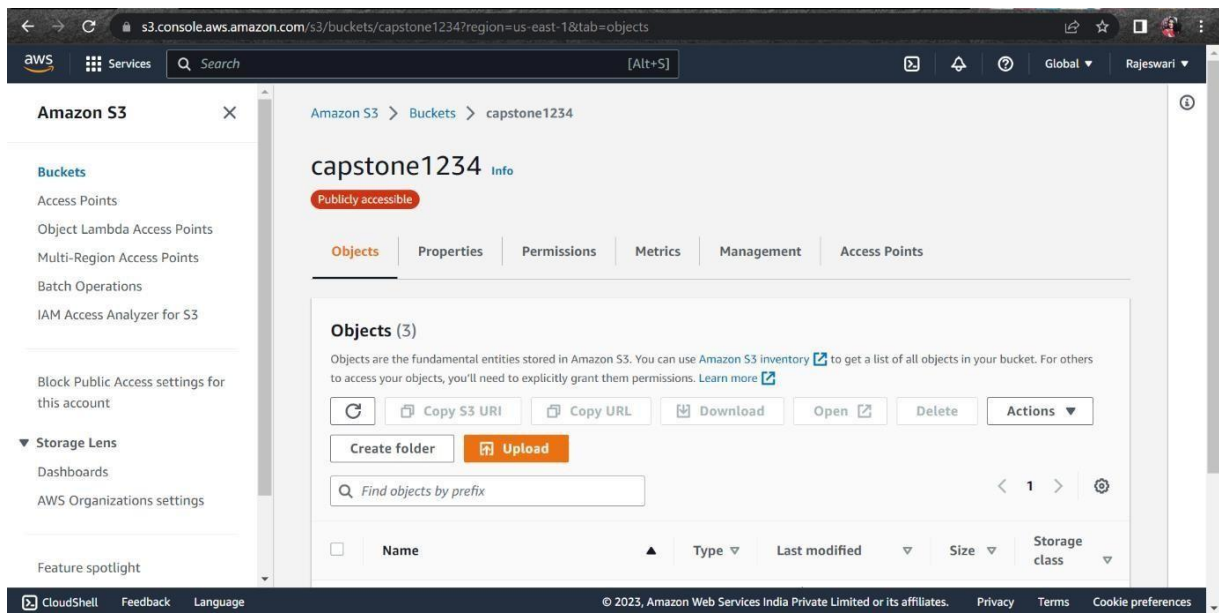 s3.console.aws.amazon.com/s3/buckets/capstone1234?region=us-east-1&tab=objects
aws Services Search [Alt+S] Global Rajeswari
Amazon S3
Buckets
Access Points
Object Lambda Access Points
Multi-Region Access Points
Batch Operations
IAM Access Analyzer for S3
Block Public Access settings for
this account
Storage Lens
Dashboards
AWS Organizations settings
Feature spotlight
Amazon S3 > Buckets > capstone1234
capstone1234 Info
Publicly accessible
Objects Properties Permissions Metrics Management Access Points
Objects (3)
Objects are the fundamental entities stored in Amazon S3. You can use Amazon S3 inventory to get a list of all objects in your bucket. For others
to access your objects, you'll need to explicitly grant them permissions. Learn more
Copy S3 URI Copy URL Download Open Delete Actions
Create folder Upload
Find objects by prefix
1
Name Type Last modified Size Storage
class
CloudShell Feedback Language © 2023, Amazon Web Services India Private Limited or its affiliates. Privacy Terms Cookie preferences